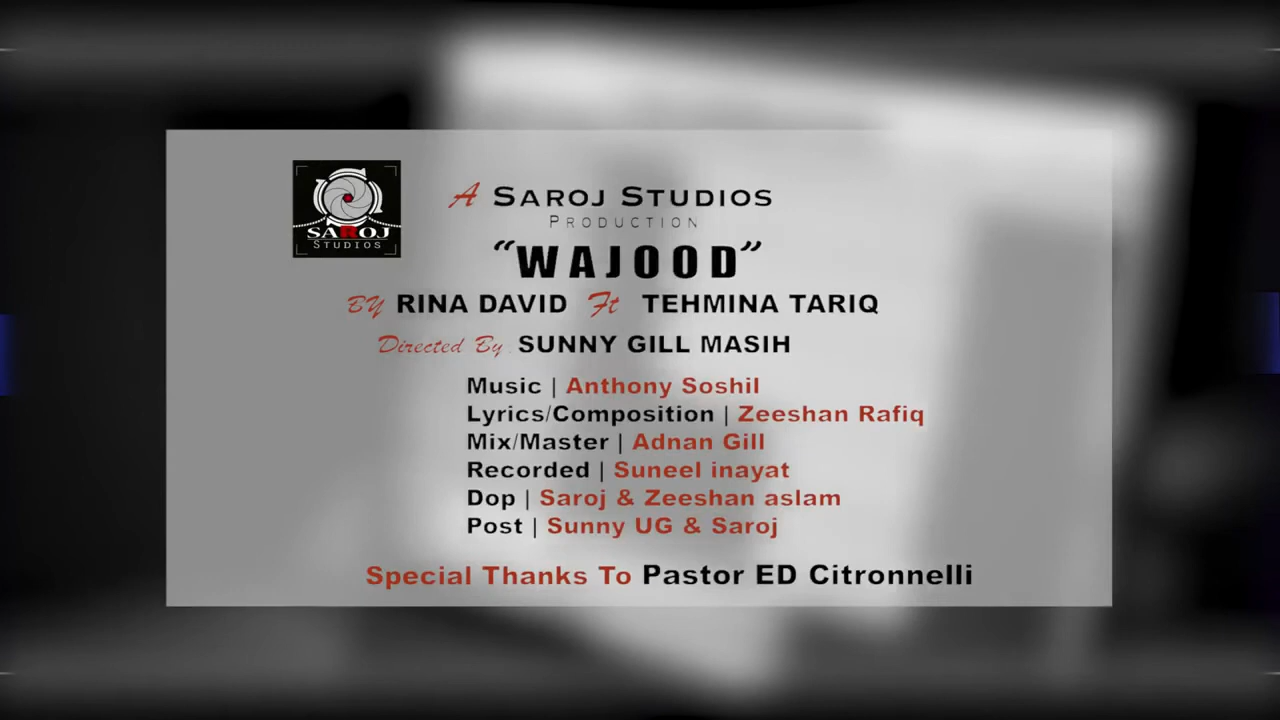 SAROJ
STUDIOS
A SAROJ STUDIOS
PRODUCTION
“WAJOOD”
BY RINA DAVID Ft TEHMINA TARIQ
Directed By. SUNNY GILL MASIH
Music | Anthony Soshil
Lyrics/Composition | Zeeshan Rafiq
Mix/Master | Adnan Gill
Recorded | Suneel inayat
Dop | Saroj & Zeeshan aslam
Post | Sunny UG & Saroj
Special Thanks To Pastor ED Citronnelli